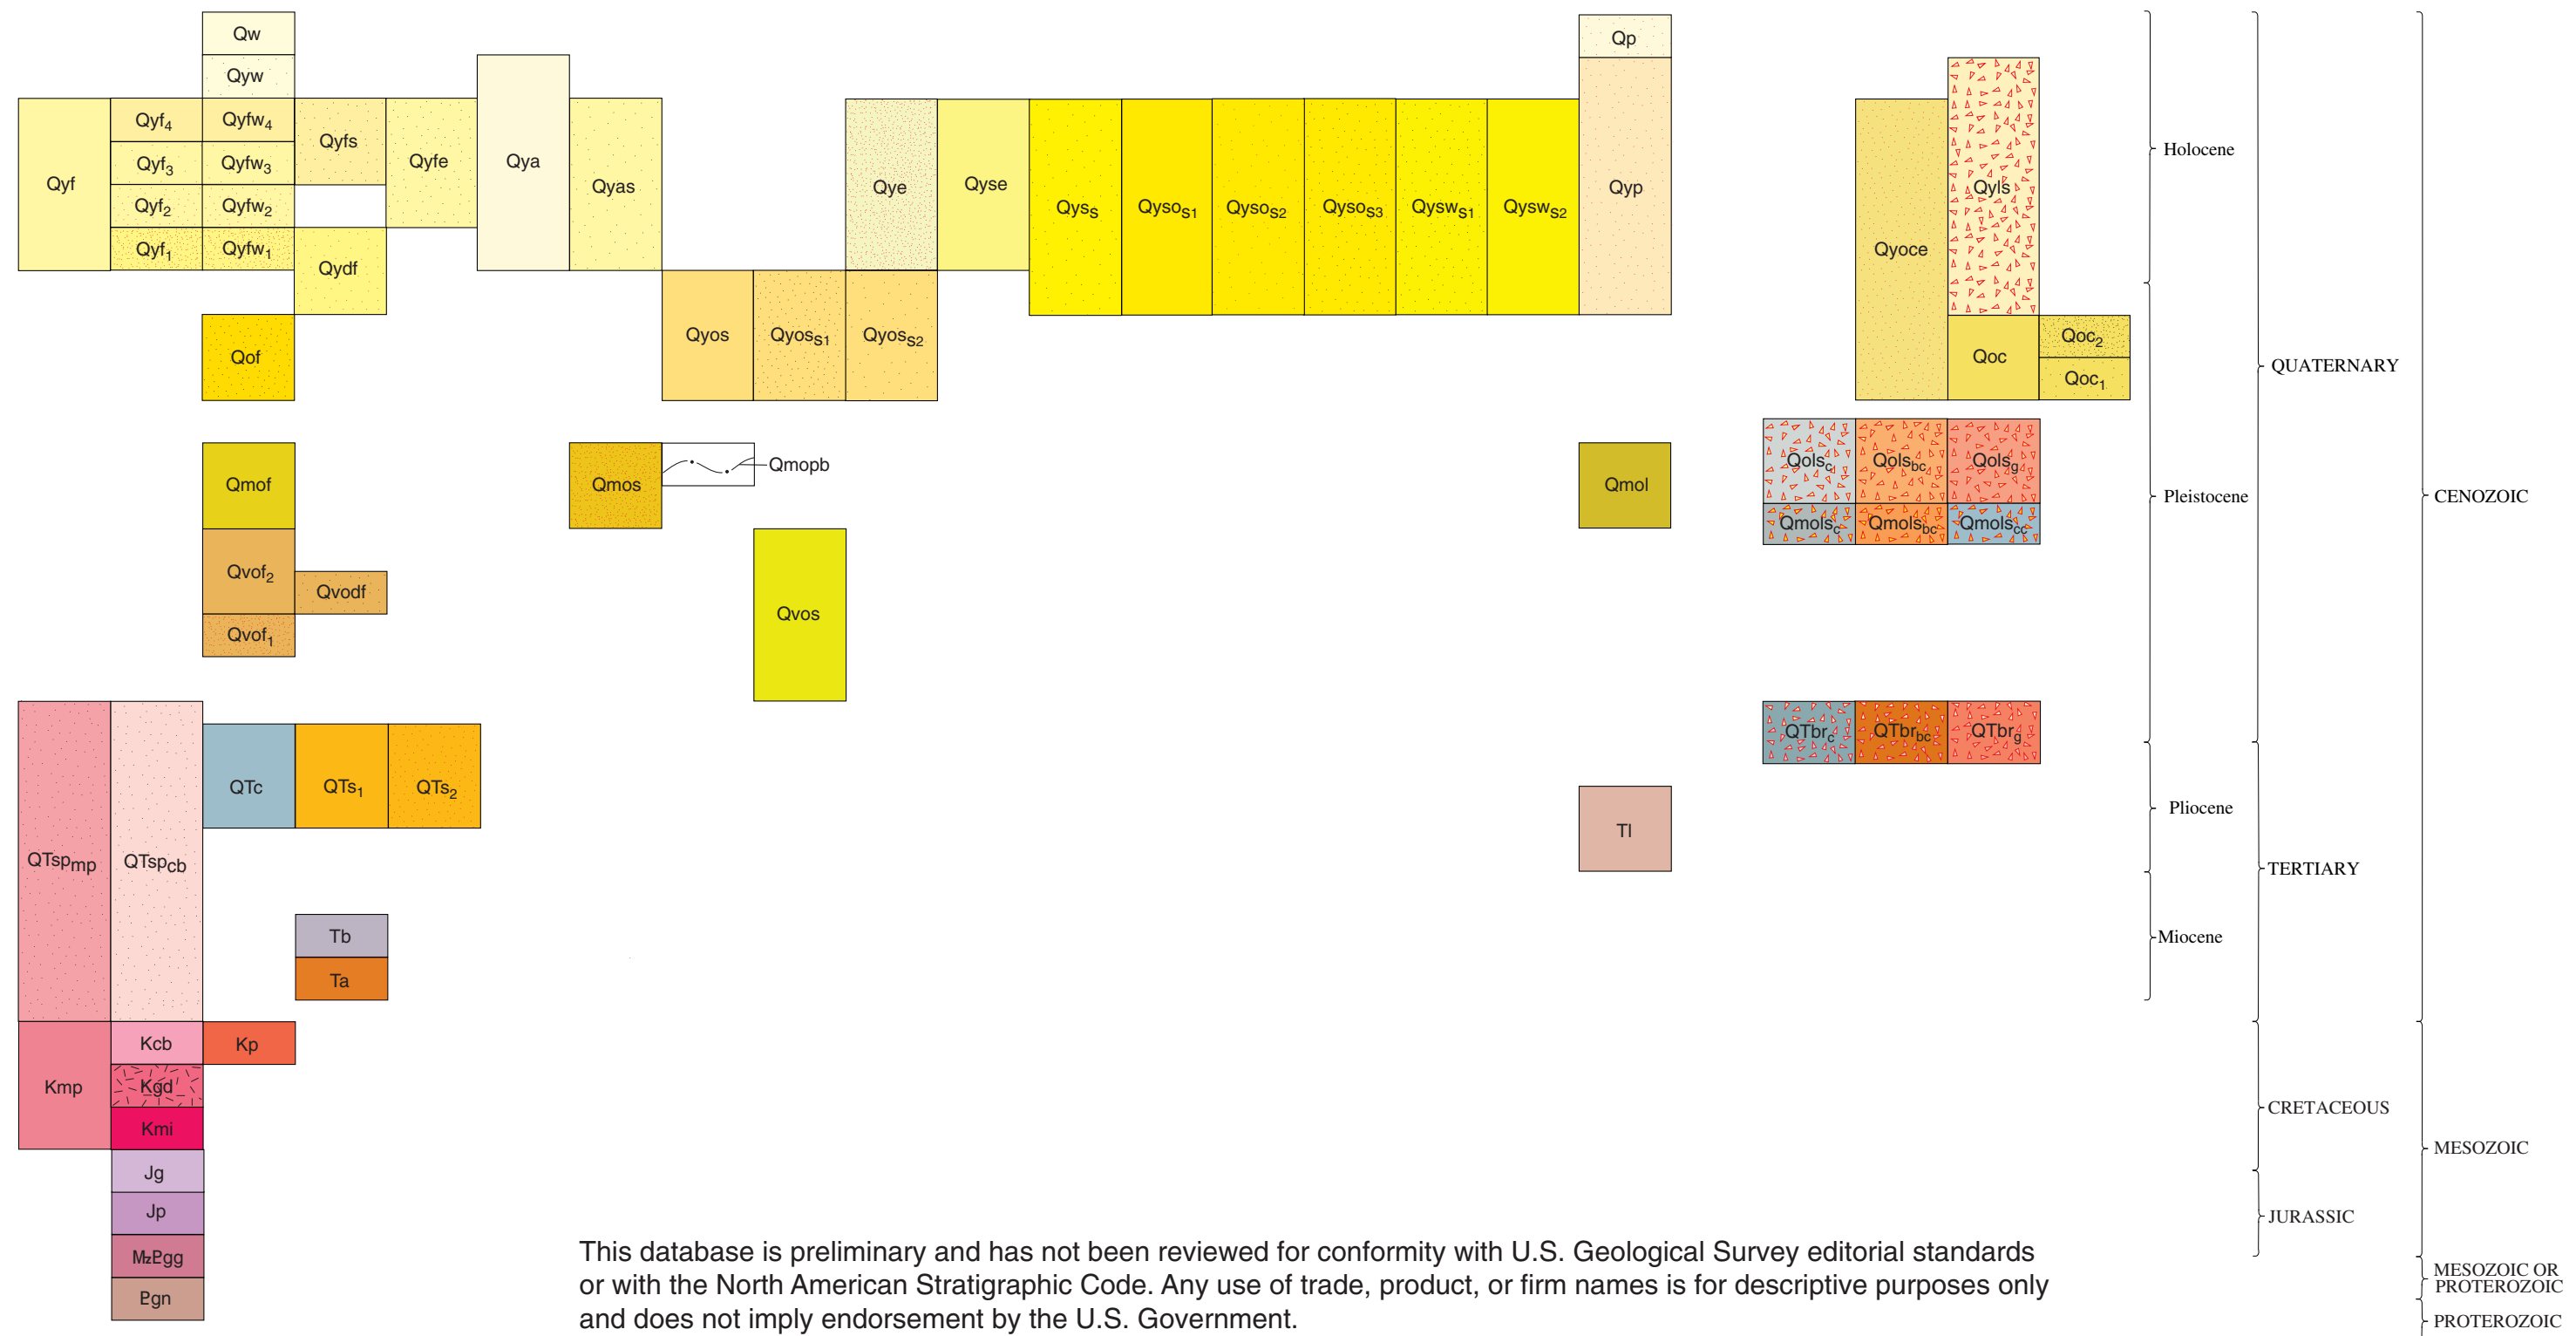 Qw
Qyw
Qyf
Qyf4
Qyfw4
Qyf3
Qyfw3
Qyf2
Qyfw2
Qyf1
Qyfw1
Qyfs
Qydf
Qyfe
Qya
Qyas
Qye
Qyse
Qyss
Qysos1
Qysos2
Qysos3
Qysws1
Qysws2
Qp
Qyp
Qyoce
Qyls
Qoc
Qoc2
Qoc1
Qof
Qyos
Qyoss1
Qyoss2
Qmof
Qmos
Qmopb
Qmol
Qolsc
Qolsbc
Qolsg
Qmolsc
Qmolsbc
Qmolscc
Qvof2
Qvodf
Qvof1
Qvos
QTspmp
QTspcb
QTc
QTs1
QTs2
QTbrc
QTbrbc
QTbrg
Tl
Tb
Ta
Kmp
Kcb
Kp
Kgd
Kmi
Jg
Jp
MzPgg
Pgn
Holocene
Pleistocene
Pliocene
Miocene
QUATERNARY
TERTIARY
CRETACEOUS
JURASSIC
CENOZOIC
MESOZOIC
MESOZOIC OR
PROTEROZOIC
PROTEROZOIC
This database is preliminary and has not been reviewed for conformity with U.S. Geological Survey editorial standards
or with the North American Stratigraphic Code. Any use of trade, product, or firm names is for descriptive purposes only
and does not imply endorsement by the U.S. Government.